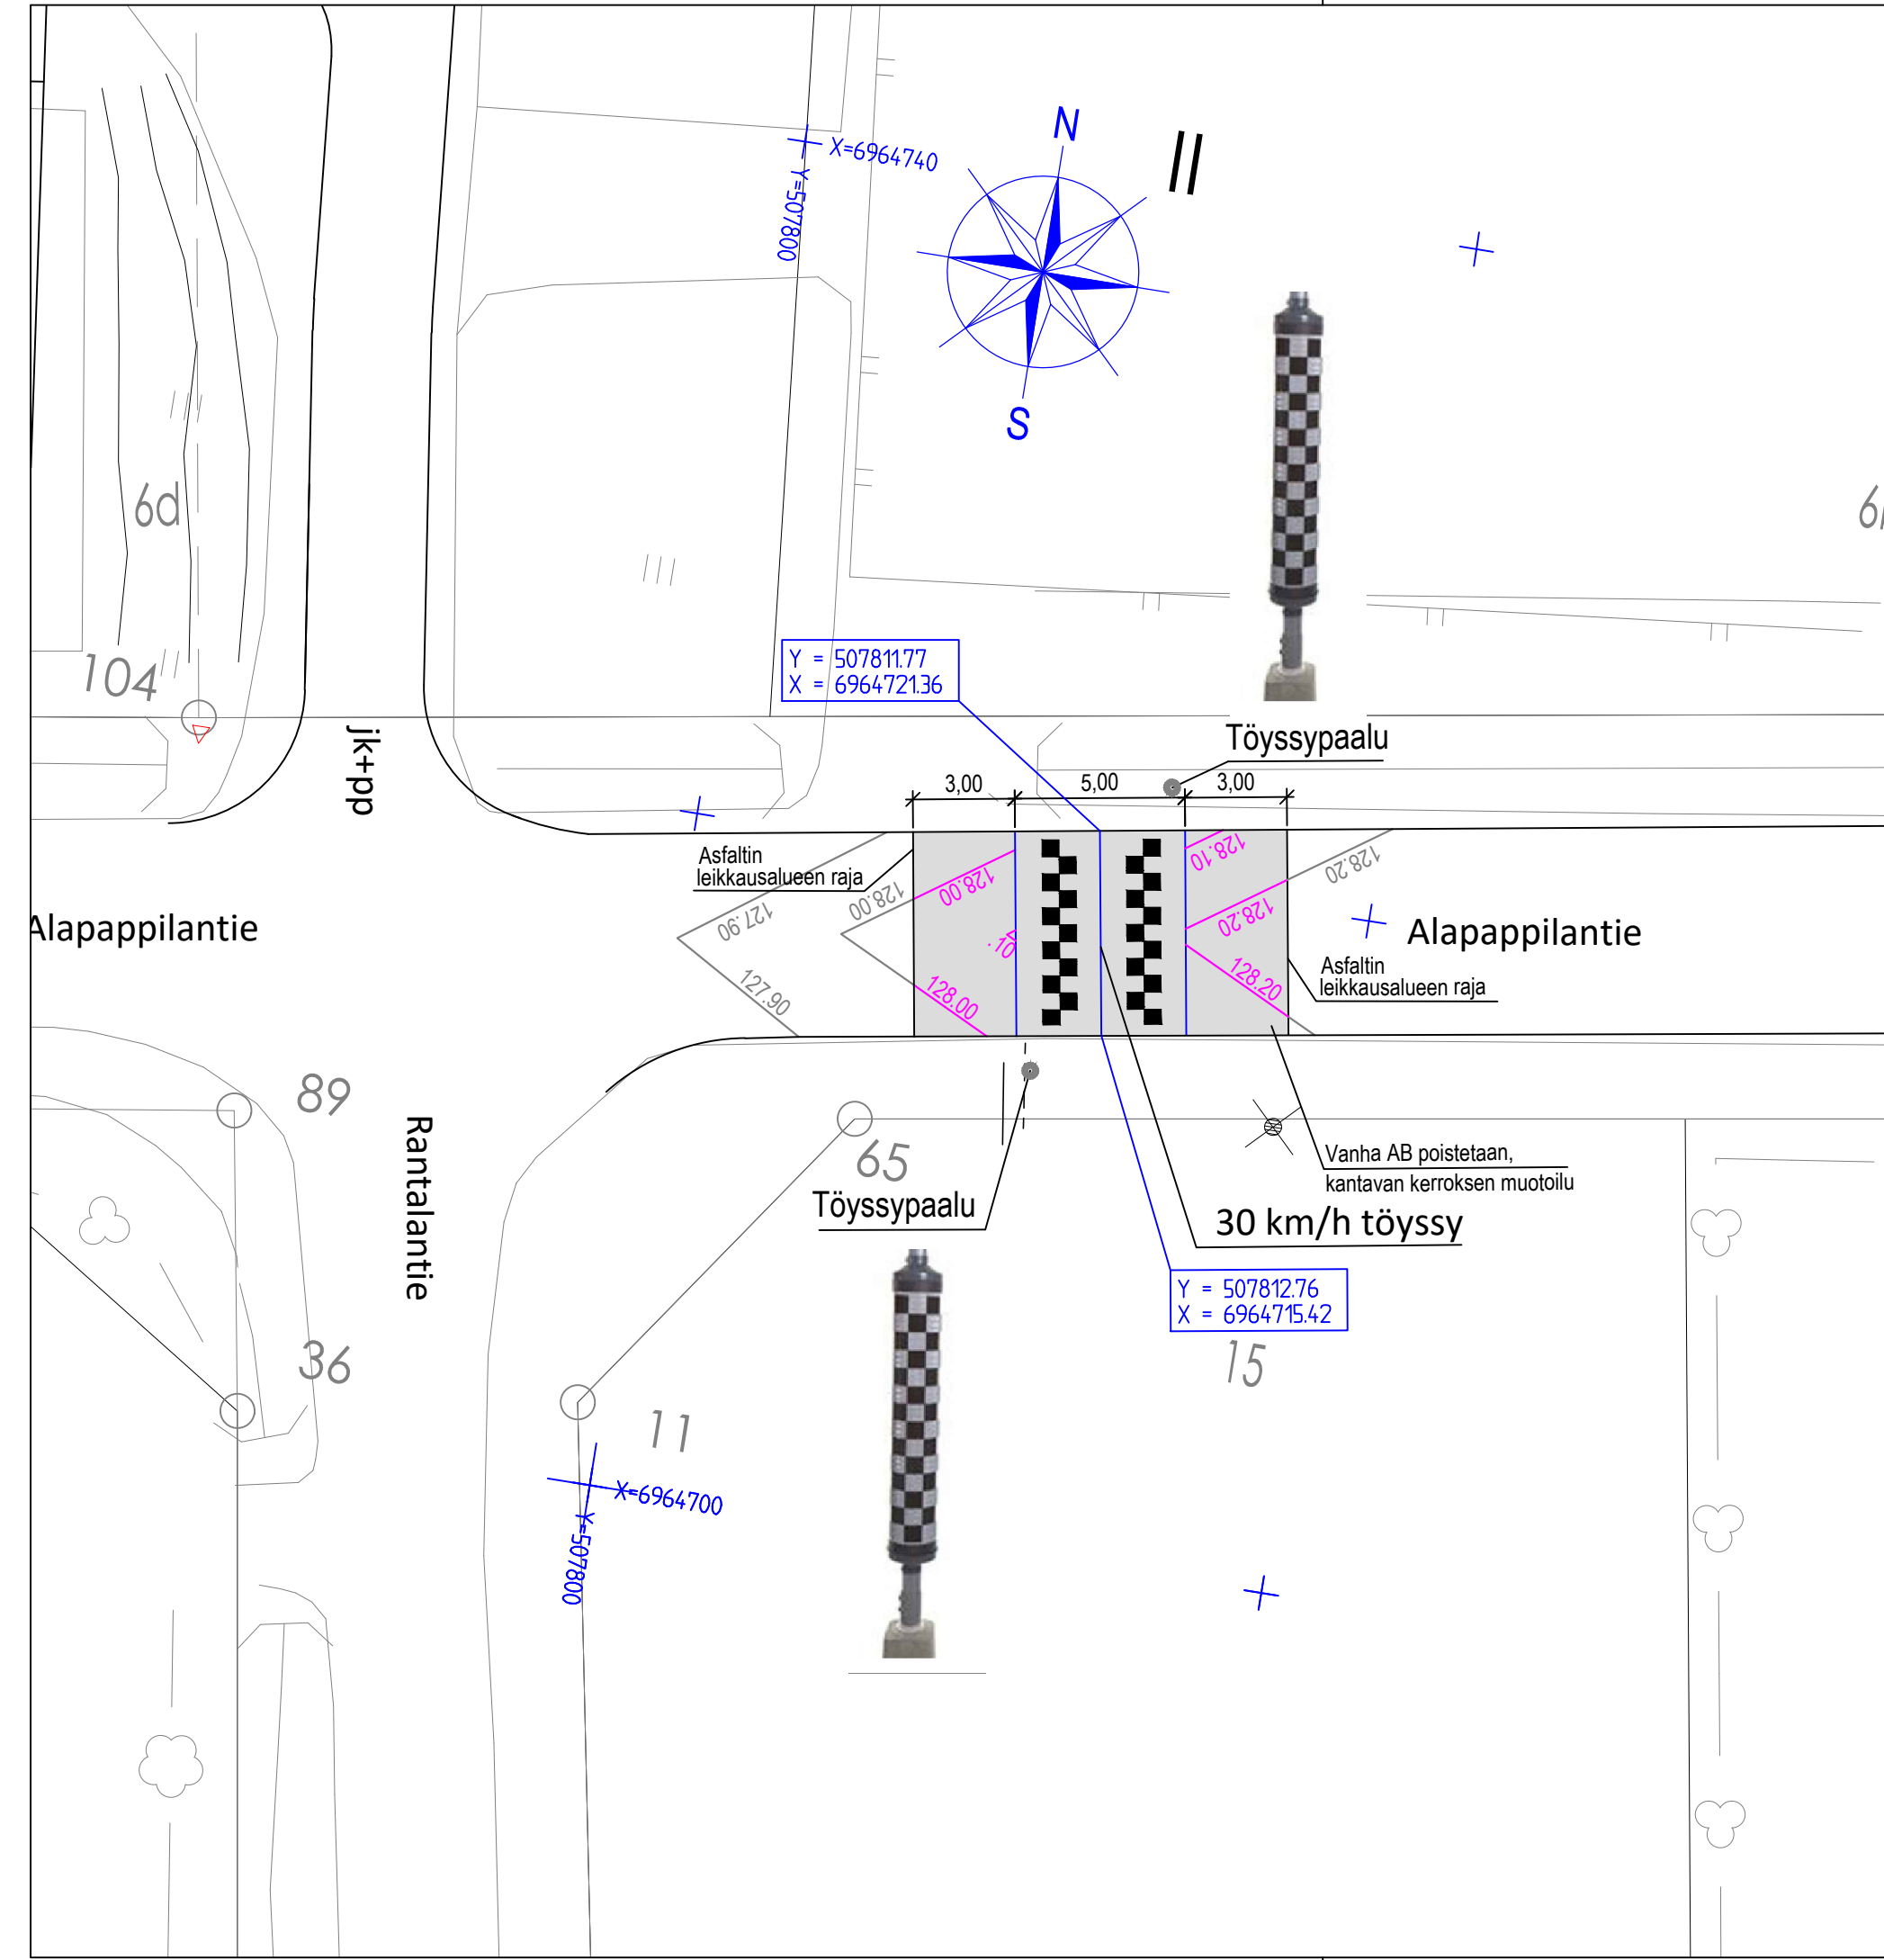 N
X=6964740
Y=507800
S
6d
104
Y = 507811.77
X = 6964721.36
Töyssypaalu
jk+pp
3,00
5,00
3,00
Asfaltin
leikkausalueen raja
127.90
128.00
128.00
128.10
128.20
128.20
Alapappilantie
Alapappilantie
127.90
128.00
128.20
Asfaltin
leikkausalueen raja
89
Rantalantie
65
Töyssypaalu
Vanha AB poistetaan,
kantavan kerroksen muotoilu
30 km/h töyssy
Y = 507812.76
X = 6964715.42
36
15
11
X=6964700
Y=507800